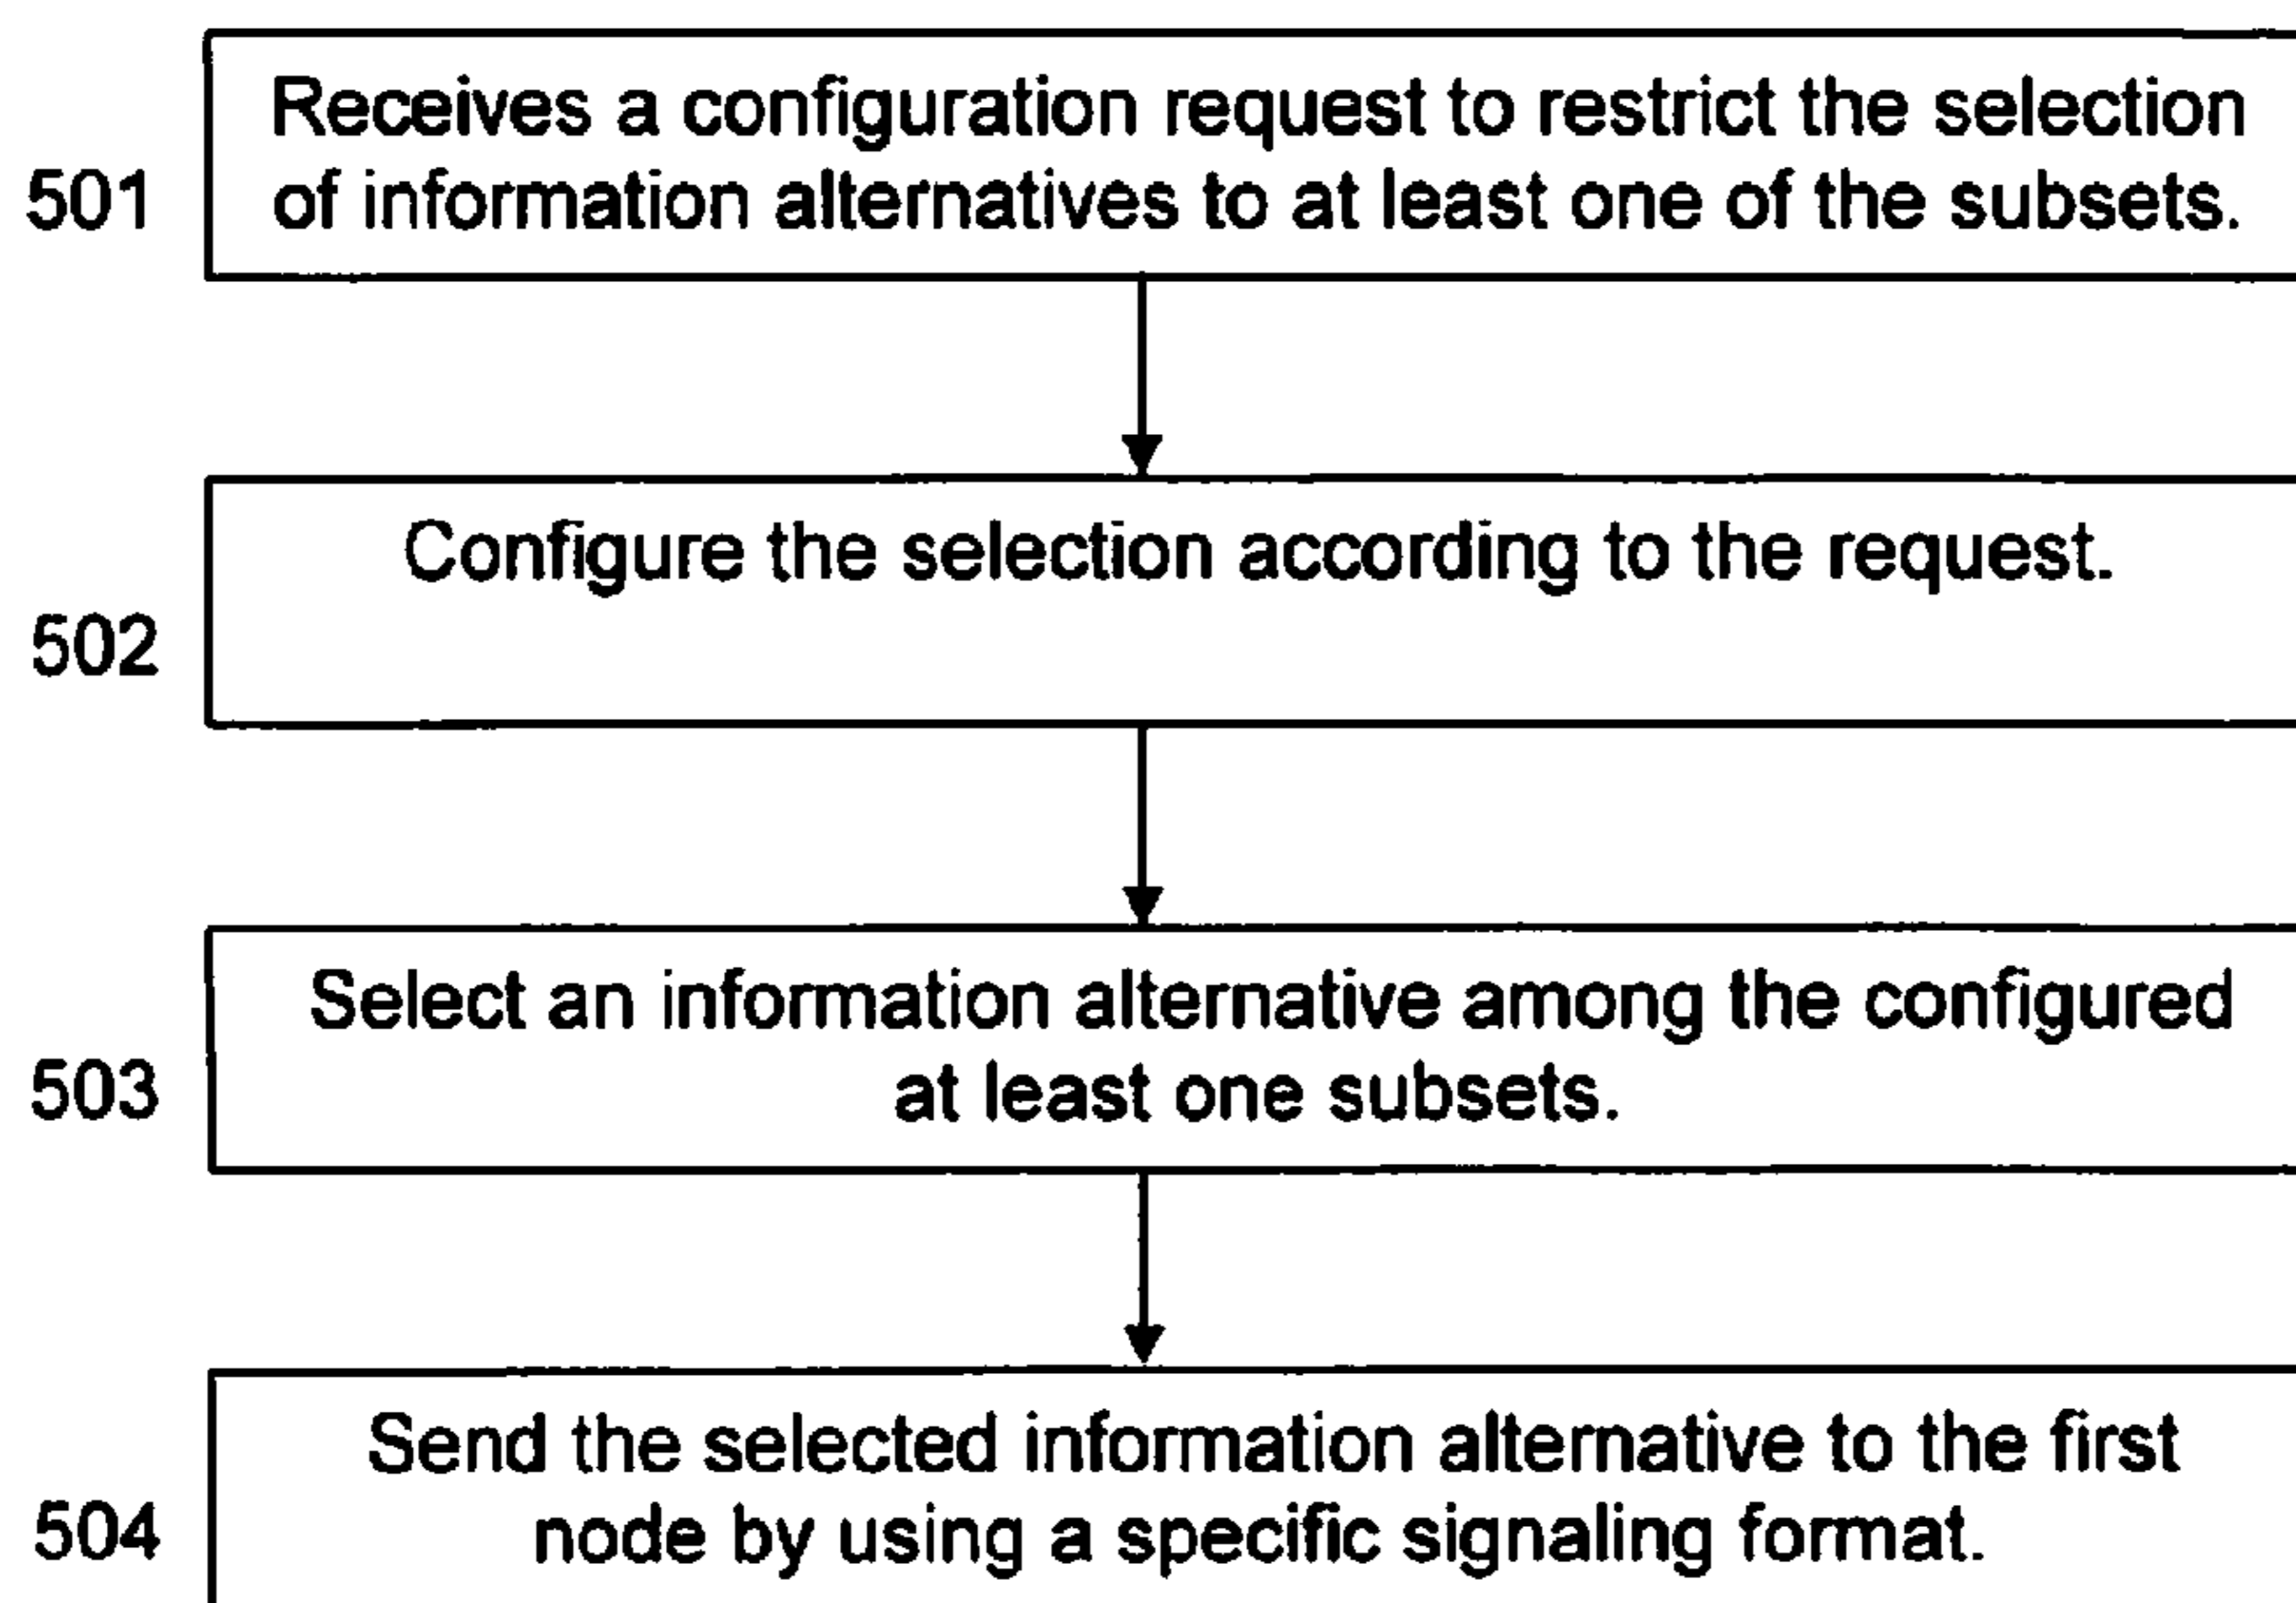 Receives a configuration request to restrict the selection
501 of information alternatives to at least one of the subsets.
Configure the selection according to the request.
502
Select an information alternative among the configured
503 at least one subsets.
Send the selected information alternative to the first
504 node by using a specific signaling format.